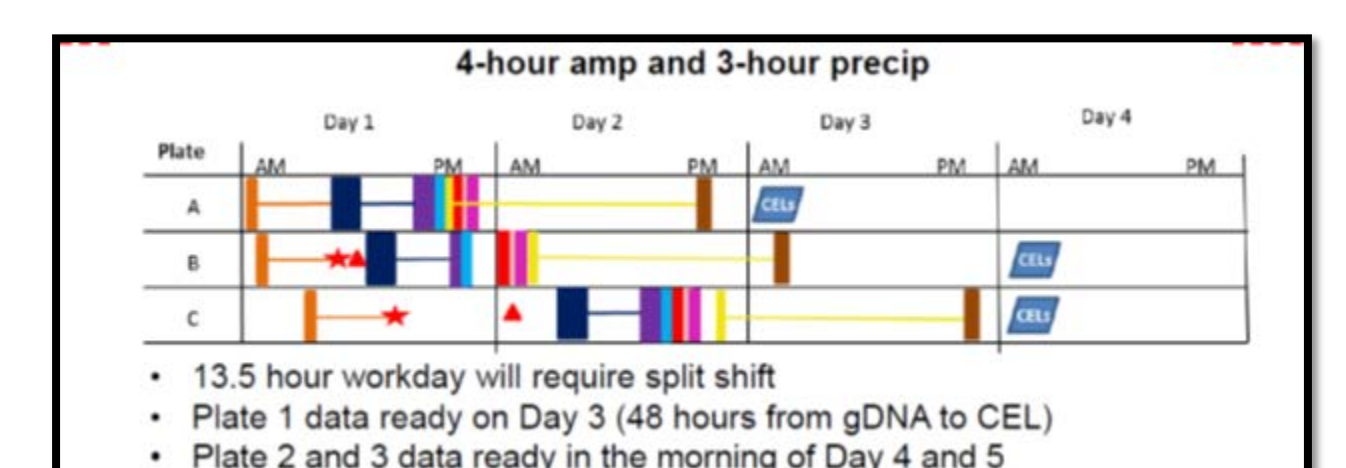 4-hour amp and 3-hour precip
Day 1 Day 2 Day 3 Day 4
Plate AM PM AM PM AM PM AM PM
A CELs
B CELs
C CELs
• 13.5 hour workday will require split shift
• Plate 1 data ready on Day 3 (48 hours from gDNA to CEL)
• Plate 2 and 3 data ready in the morning of Day 4 and 5